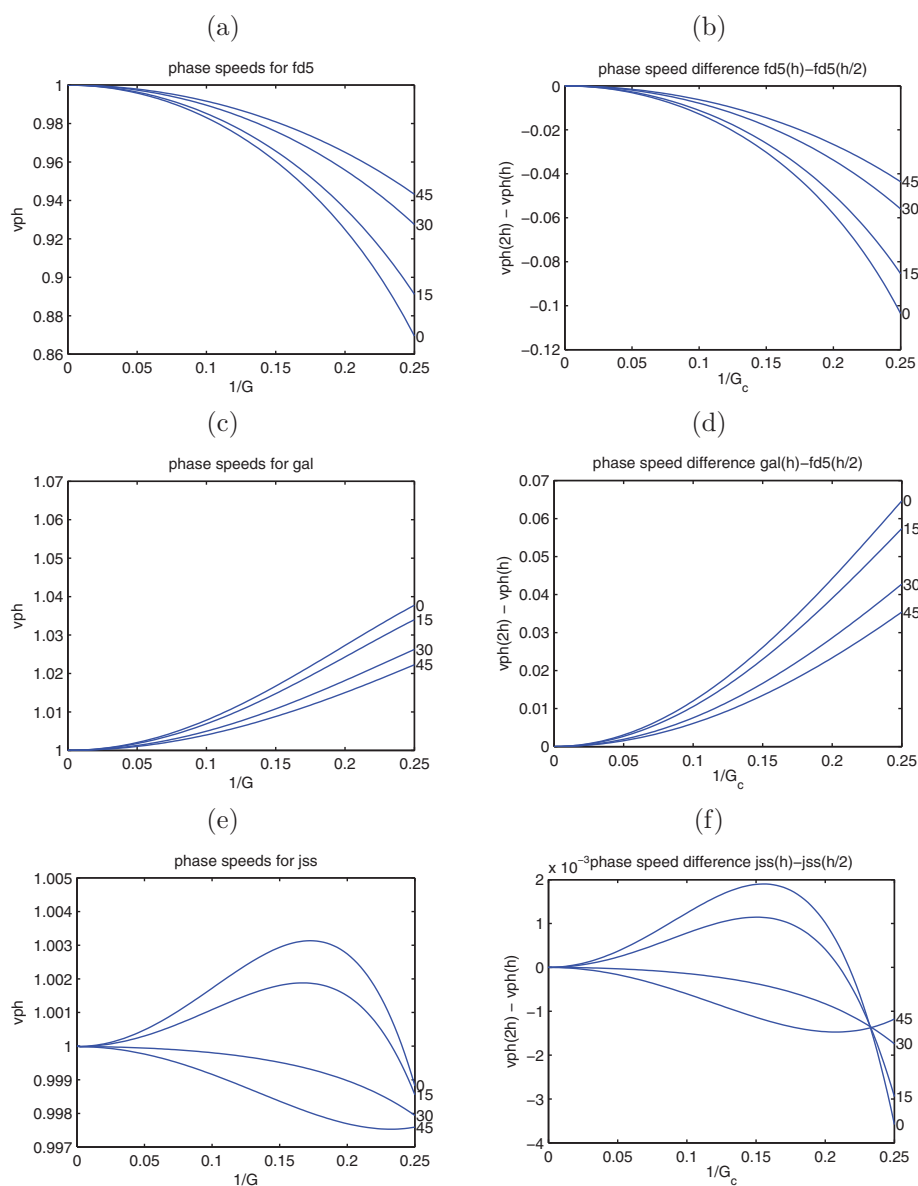 (a)
phase speeds for fd5
1
0.98
0.96
0.94
0.92
0.9
0.88
0.86
vph
45
30
15
0
0 0.05 0.1 0.15 0.2 0.25
1/G
(b)
phase speed difference fd5(h)−fd5(h/2)
0
−0.02
−0.04
−0.06
−0.08
−0.1
−0.12
vph(2h) − vph(h)
45
30
15
0
0 0.05 0.1 0.15 0.2 0.25
1/Gc
(c)
phase speeds for gal
1.07
1.06
1.05
1.04
1.03
1.02
1.01
1
vph
0
15
30
45
0 0.05 0.1 0.15 0.2 0.25
1/G
(d)
phase speed difference gal(h)−fd5(h/2)
0.07
0.06
0.05
0.04
0.03
0.02
0.01
0
vph(2h) − vph(h)
0
15
30
45
0 0.05 0.1 0.15 0.2 0.25
1/Gc
(e)
phase speeds for jss
1.005
1.004
1.003
1.002
1.001
1
0.999
0.998
0.997
vph
0
15
30
45
0 0.05 0.1 0.15 0.2 0.25
1/G
(f)
x 10−3phase speed difference jss(h)−jss(h/2)
2
1
0
−1
−2
−3
−4
vph(2h) − vph(h)
45
30
15
0
0 0.05 0.1 0.15 0.2 0.25
1/Gc